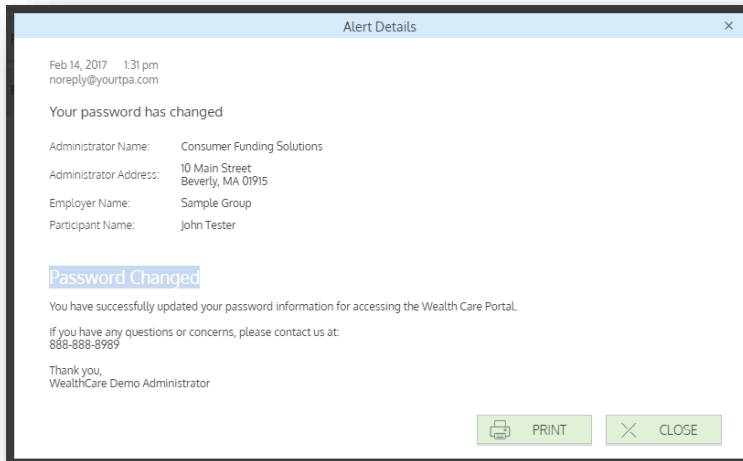 Alert Details
×
Feb 14, 2017 1:31 pm
noreply@yourtpa.com
Your password has changed
Administrator Name: Consumer Funding Solutions
Administrator Address: 10 Main Street
Beverly, MA 01915
Employer Name: Sample Group
Participant Name: John Tester
Password Changed
You have successfully updated your password information for accessing the Wealth Care Portal.
If you have any questions or concerns, please contact us at:
888-888-8989
Thank you,
WealthCare Demo Administrator
PRINT
CLOSE